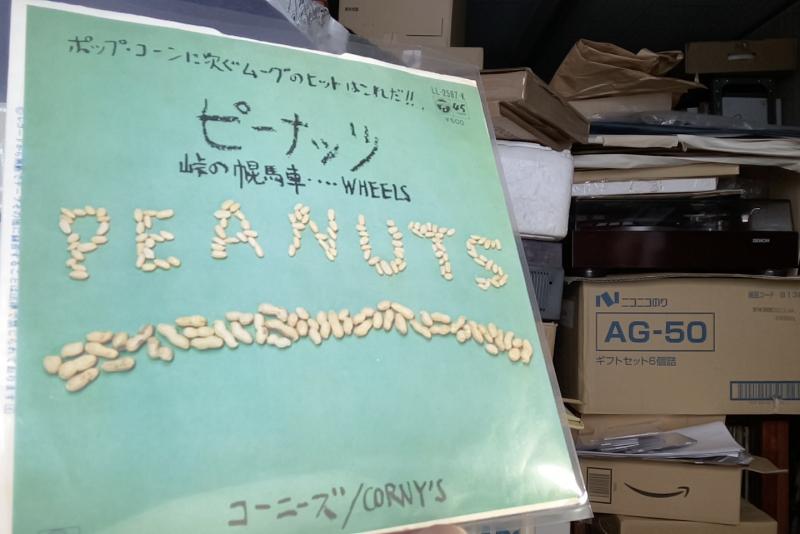 ポップ・コーンに次ぐムーグのヒットはこれだ!!
LL-2587-
45
¥500
ピーナッツ
峠の幌馬車････WHEELS
PEANUTS
コーニーズ/CORNY'S
DENON
ニコニコのり
AG-50
ギフトセット6個詰